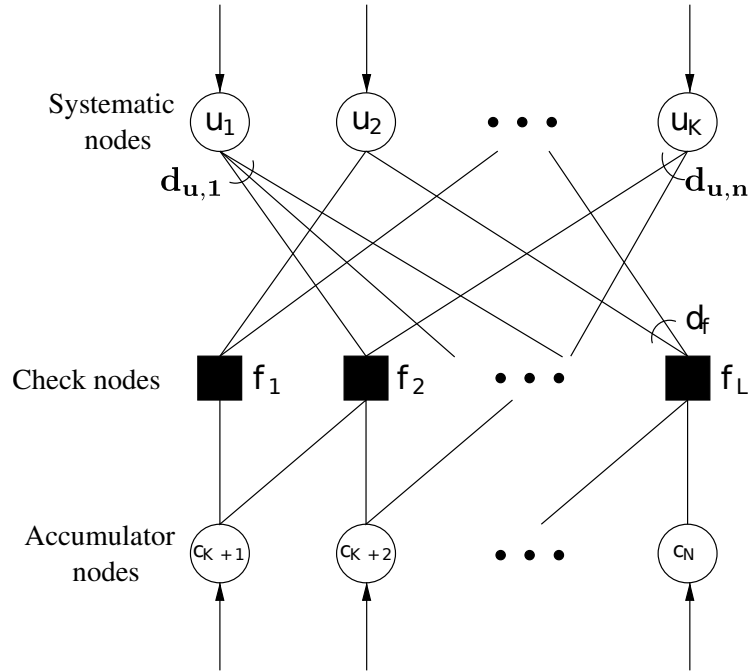 Systematic
nodes
u1 u2 • • • uK
du,1 du,n
df
Check nodes f1 f2 • • • fL
Accumulator
nodes
cK+1 cK+2 • • • cN